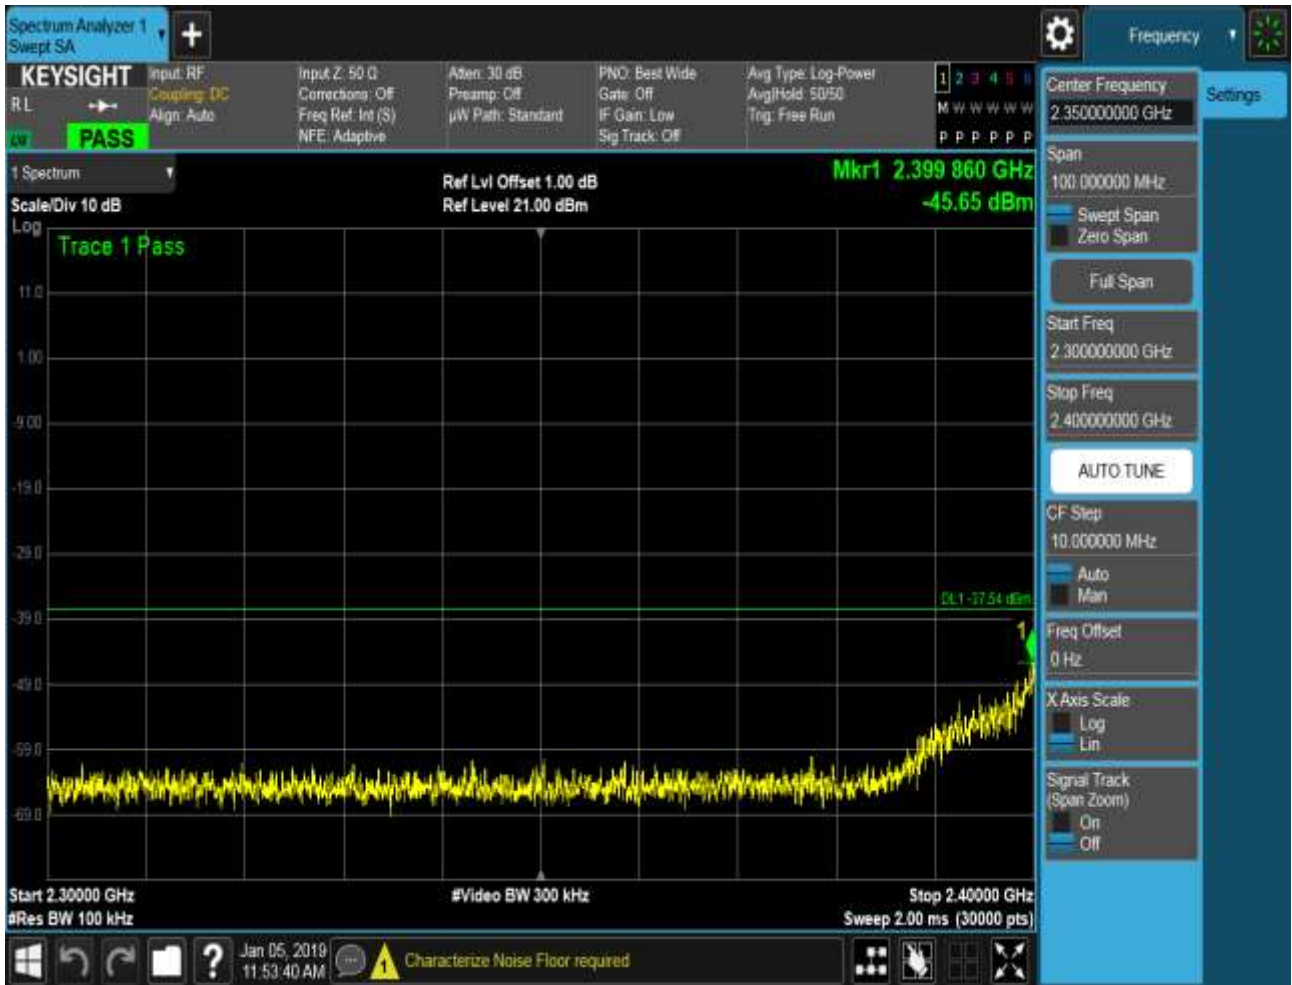 Spectrum Analyzer 1
Swept SA
Frequency
KEYSIGHT
RL
PASS
Input: RF
Coupling: DC
Align: Auto
Input Z: 50 Ω
Corrections: Off
Freq Ref: Int (S)
NFE: Adaptive
Atten: 30 dB
Preamp: Off
µW Path: Standard
PNO: Best Wide
Gate: Off
IF Gain: Low
Sig Track: Off
Avg Type: Log-Power
Avg|Hold: 50/50
Trig: Free Run
1 2 3 4 5 6
M W W W W W
P P P P P P
1 Spectrum
Scale/Div 10 dB
Ref Lvl Offset 1.00 dB
Ref Level 21.00 dBm
Mkr1 2.399 860 GHz
-45.65 dBm
Log
Trace 1 Pass
11.0
1.00
-9.00
-19.0
-29.0
-39.0
-49.0
-59.0
-69.0
DL1 -37.54 dBm
1
Start 2.30000 GHz
#Res BW 100 kHz
#Video BW 300 kHz
Stop 2.40000 GHz
Sweep 2.00 ms (30000 pts)
Center Frequency
2.350000000 GHz
Settings
Span
100.000000 MHz
Swept Span
Zero Span
Full Span
Start Freq
2.300000000 GHz
Stop Freq
2.400000000 GHz
AUTO TUNE
CF Step
10.000000 MHz
Auto
Man
Freq Offset
0 Hz
X Axis Scale
Log
Lin
Signal Track
(Span Zoom)
On
Off
?
Jan 05, 2019
11:53:40 AM
1
Characterize Noise Floor required